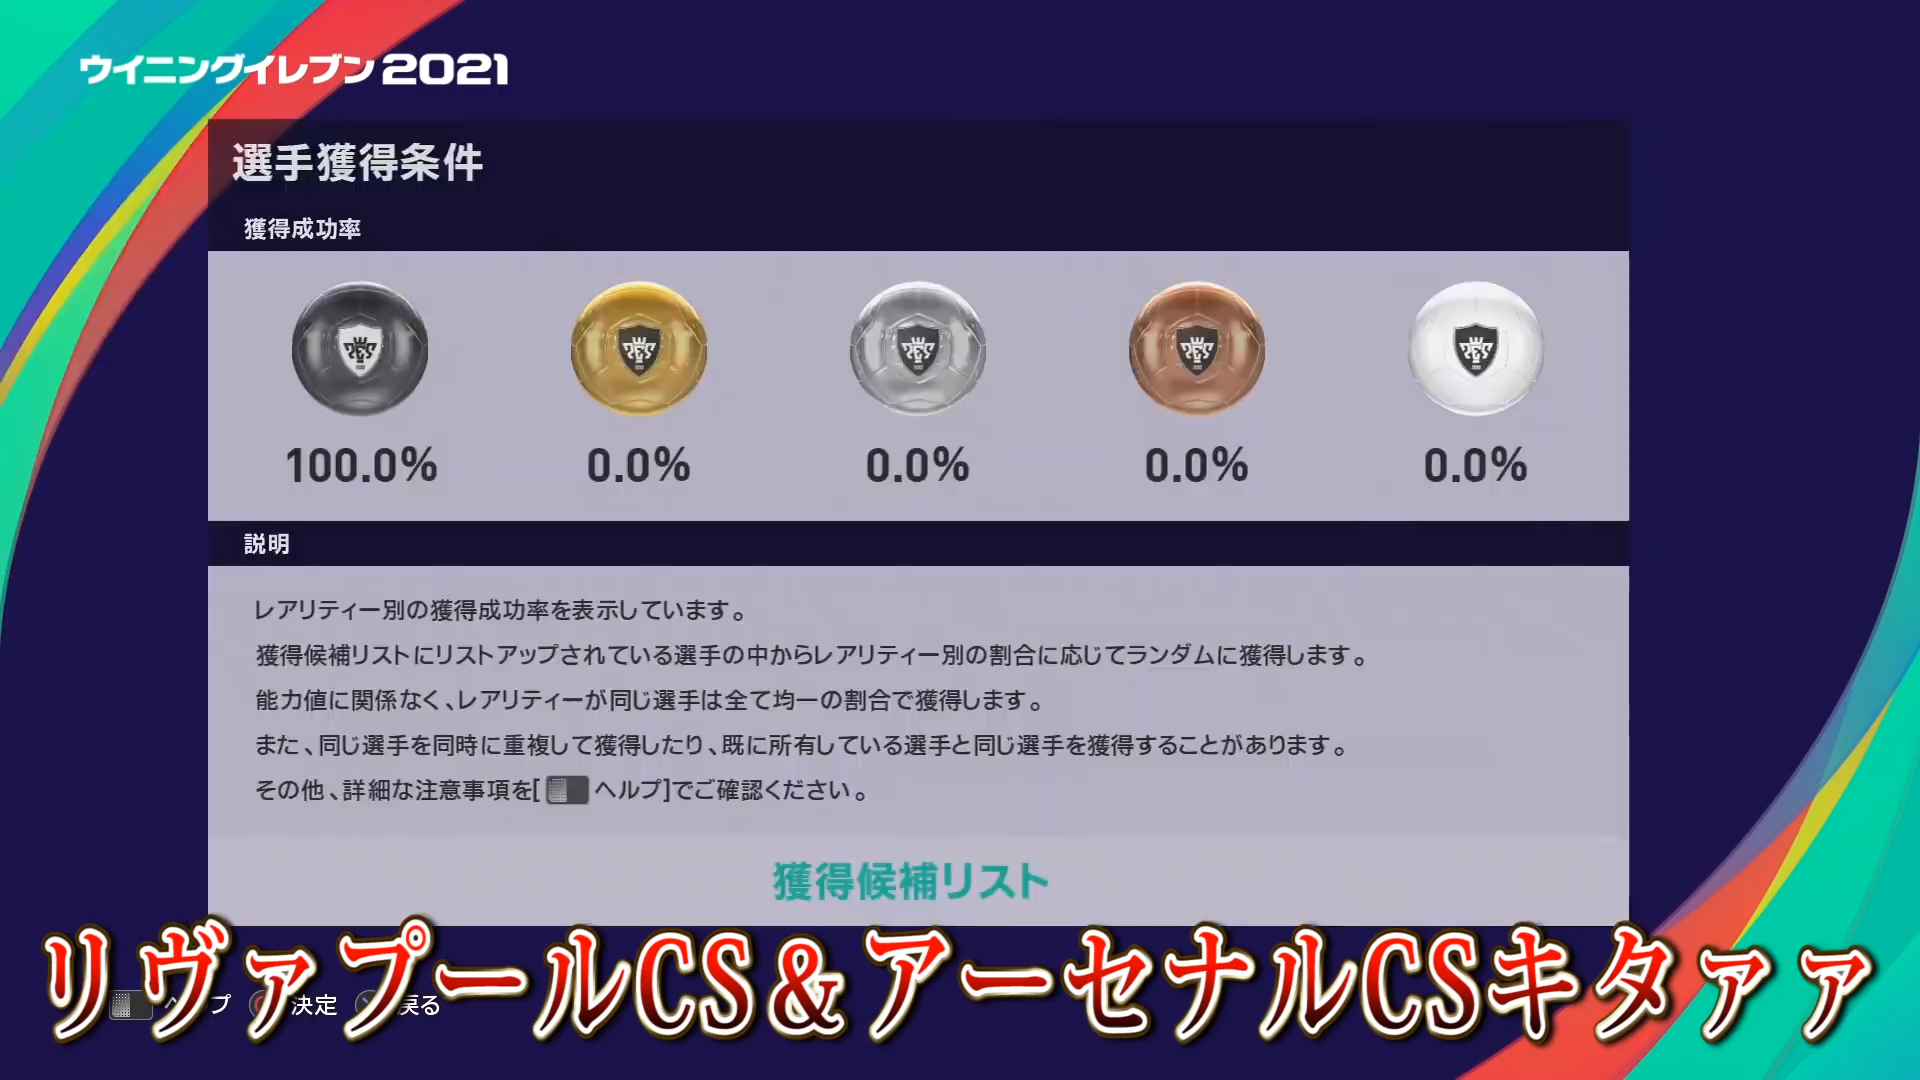 ウイニングイレブン2021
選手獲得条件
獲得成功率
100.0% 0.0% 0.0% 0.0% 0.0%
説明
レアリティー別の獲得成功率を表示しています。
獲得候補リストにリストアップされている選手の中からレアリティー別の割合に応じてランダムに獲得します。
能力値に関係なく、レアリティーが同じ選手は全て均一の割合で獲得します。
また、同じ選手を同時に重複して獲得したり、既に所有している選手と同じ選手を獲得することがあります。
その他、詳細な注意事項を[ヘルプ]でご確認ください。
獲得候補リスト
リヴァプールCS&アーセナルCSキタァァ
決定 戻る